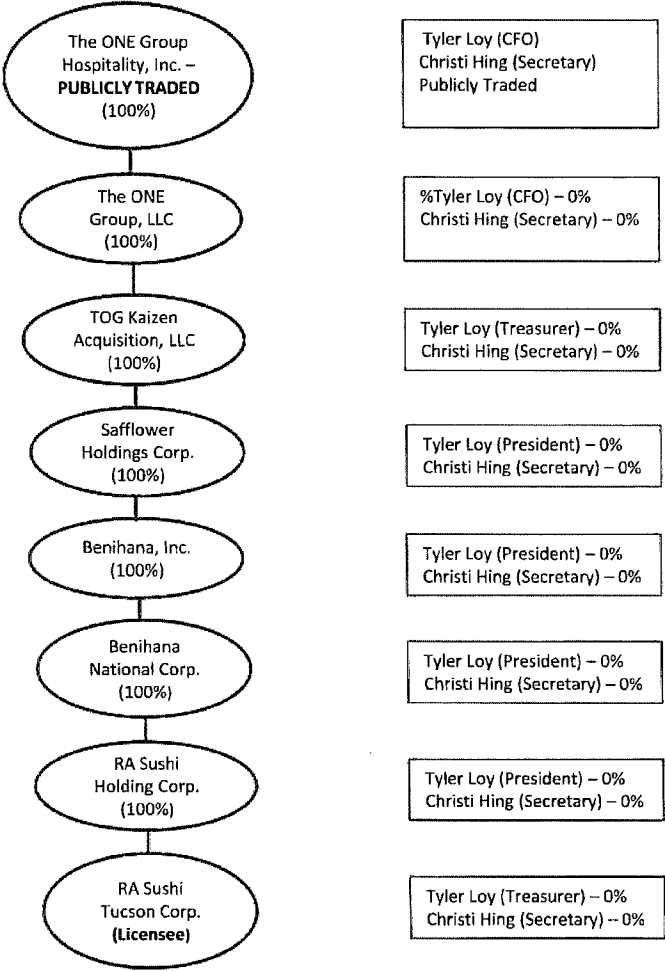 The ONE Group
Hospitality, Inc. –
PUBLICLY TRADED
(100%)
Tyler Loy (CFO)
Christi Hing (Secretary)
Publicly Traded
The ONE
Group, LLC
(100%)
%Tyler Loy (CFO) – 0%
Christi Hing (Secretary) – 0%
TOG Kaizen
Acquisition, LLC
(100%)
Tyler Loy (Treasurer) – 0%
Christi Hing (Secretary) – 0%
Safflower
Holdings Corp.
(100%)
Tyler Loy (President) – 0%
Christi Hing (Secretary) – 0%
Benihana, Inc.
(100%)
Tyler Loy (President) – 0%
Christi Hing (Secretary) – 0%
Benihana
National Corp.
(100%)
Tyler Loy (President) – 0%
Christi Hing (Secretary) – 0%
RA Sushi
Holding Corp.
(100%)
Tyler Loy (President) – 0%
Christi Hing (Secretary) – 0%
RA Sushi
Tucson Corp.
(Licensee)
Tyler Loy (Treasurer) – 0%
Christi Hing (Secretary) – 0%